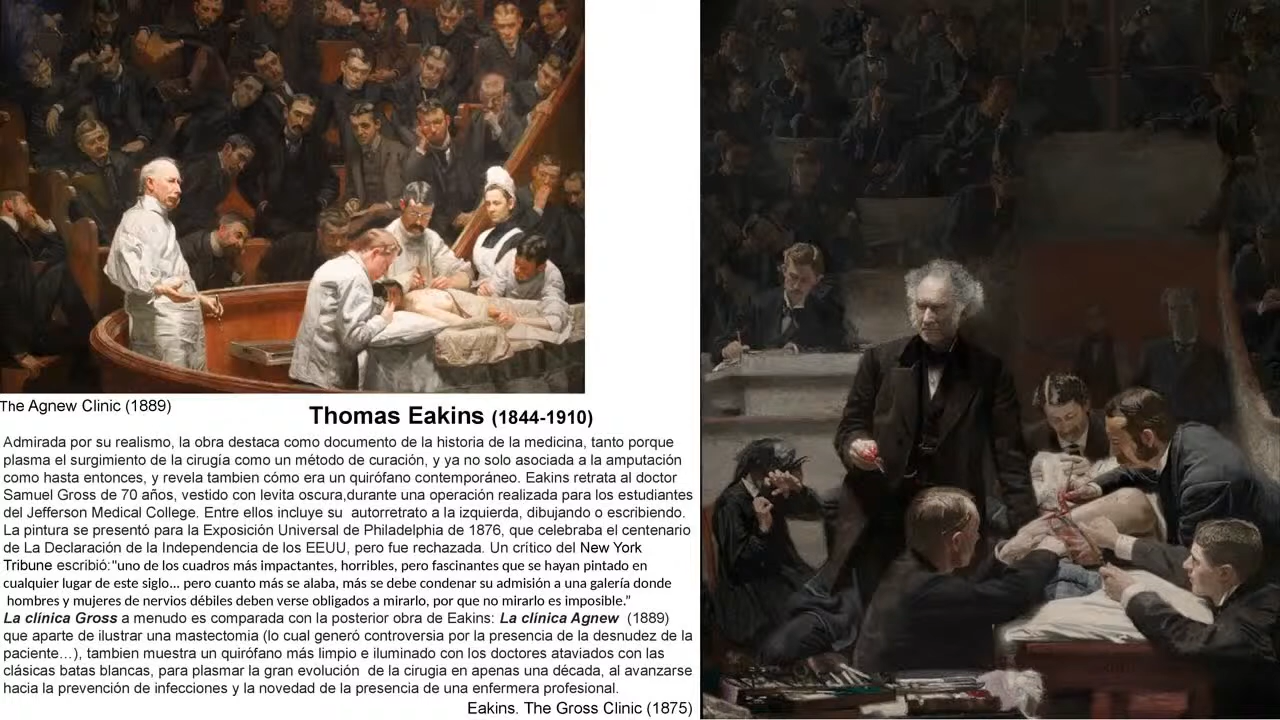 The Agnew Clinic (1889)
Thomas Eakins (1844-1910)
Admirada por su realismo, la obra destaca como documento de la historia de la medicina, tanto porque
plasma el surgimiento de la cirugía como un método de curación, y ya no solo asociada a la amputación
como hasta entonces, y revela tambien cómo era un quirófano contemporáneo. Eakins retrata al doctor
Samuel Gross de 70 años, vestido con levita oscura,durante una operación realizada para los estudiantes
del Jefferson Medical College. Entre ellos incluye su autorretrato a la izquierda, dibujando o escribiendo.
La pintura se presentó para la Exposición Universal de Philadelphia de 1876, que celebraba el centenario
de La Declaración de la Independencia de los EEUU, pero fue rechazada. Un crítico del New York
Tribune escribió:"uno de los cuadros más impactantes, horribles, pero fascinantes que se hayan pintado en
cualquier lugar de este siglo... pero cuanto más se alaba, más se debe condenar su admisión a una galería donde
hombres y mujeres de nervios débiles deben verse obligados a mirarlo, por que no mirarlo es imposible."
La clínica Gross a menudo es comparada con la posterior obra de Eakins: La clínica Agnew (1889)
que aparte de ilustrar una mastectomia (lo cual generó controversia por la presencia de la desnudez de la
paciente…), tambien muestra un quirófano más limpio e iluminado con los doctores ataviados con las
clásicas batas blancas, para plasmar la gran evolución de la cirugia en apenas una década, al avanzarse
hacia la prevención de infecciones y la novedad de la presencia de una enfermera profesional.
Eakins. The Gross Clinic (1875)